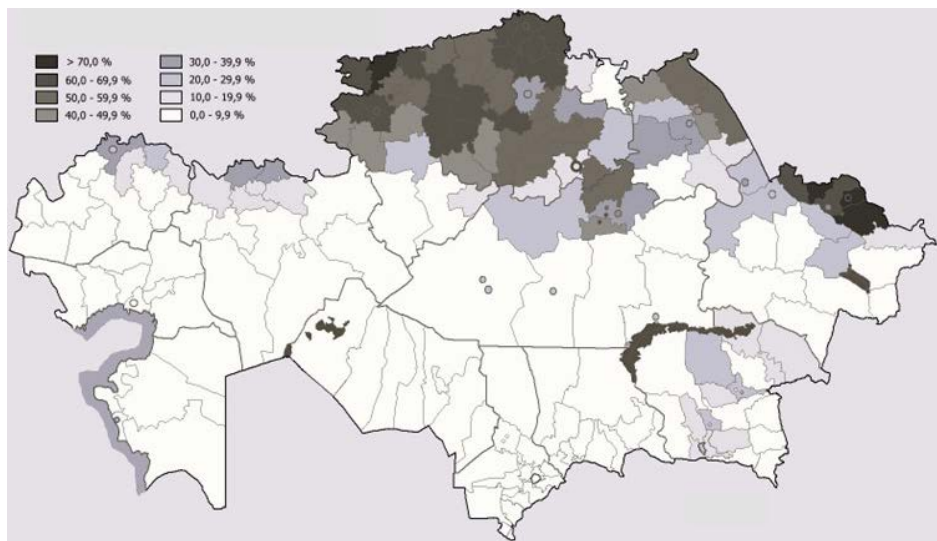 > 70,0 %
60,0 - 69,9 %
50,0 - 59,9 %
40,0 - 49,9 %
30,0 - 39,9 %
20,0 - 29,9 %
10,0 - 19,9 %
0,0 - 9,9 %